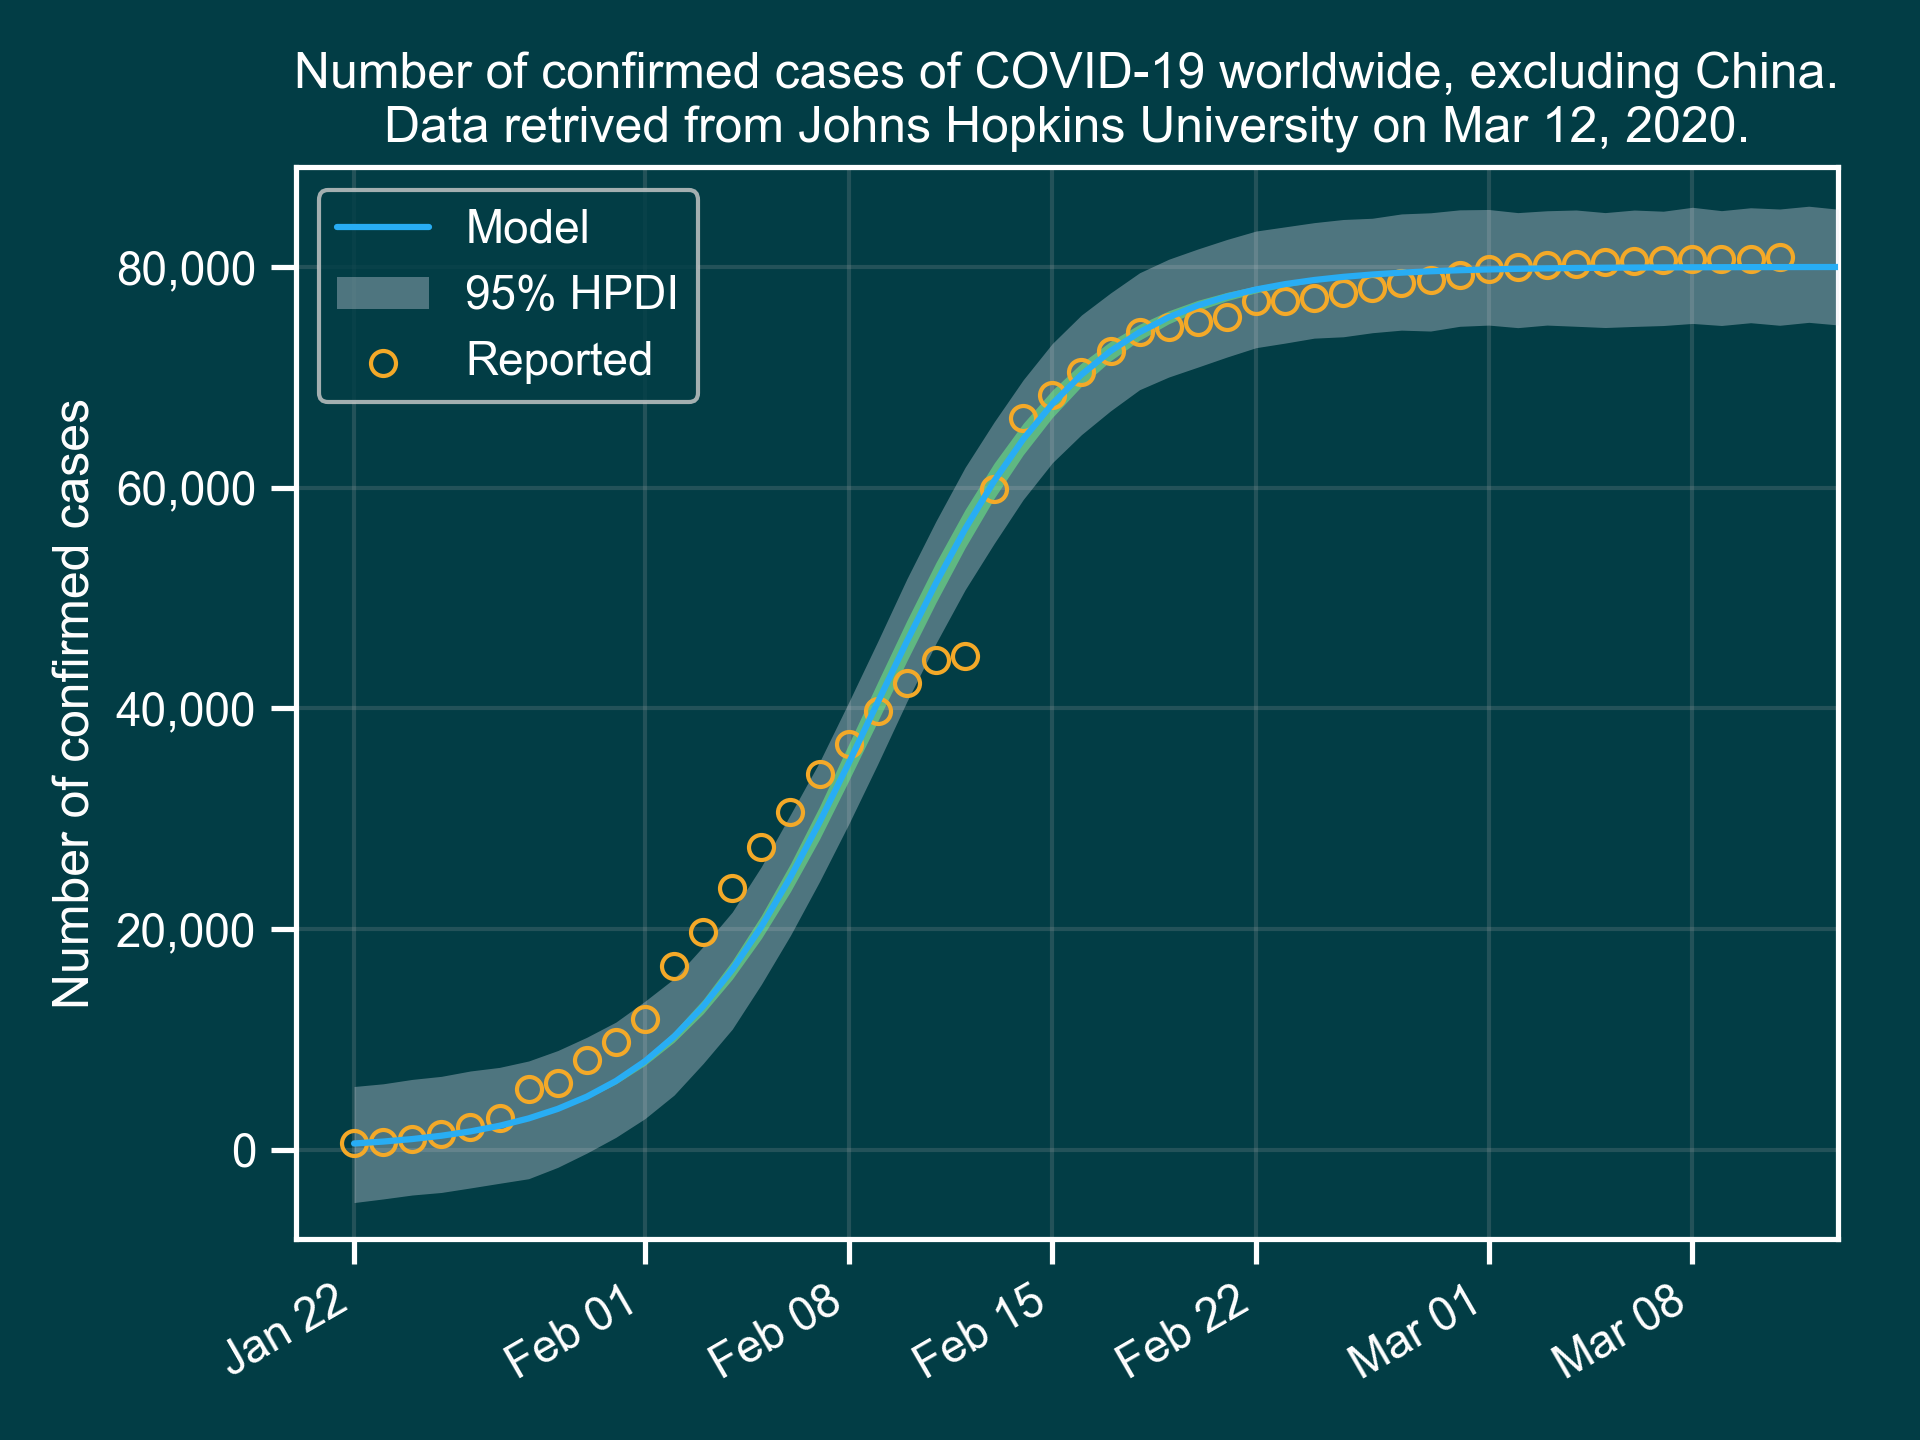 Number of confirmed cases of COVID-19 worldwide, excluding China.
Data retrived from Johns Hopkins University on Mar 12, 2020.
Model
95% HPDI
Reported
Number of confirmed cases
80,000
60,000
40,000
20,000
0
Jan 22
Feb 01
Feb 08
Feb 15
Feb 22
Mar 01
Mar 08